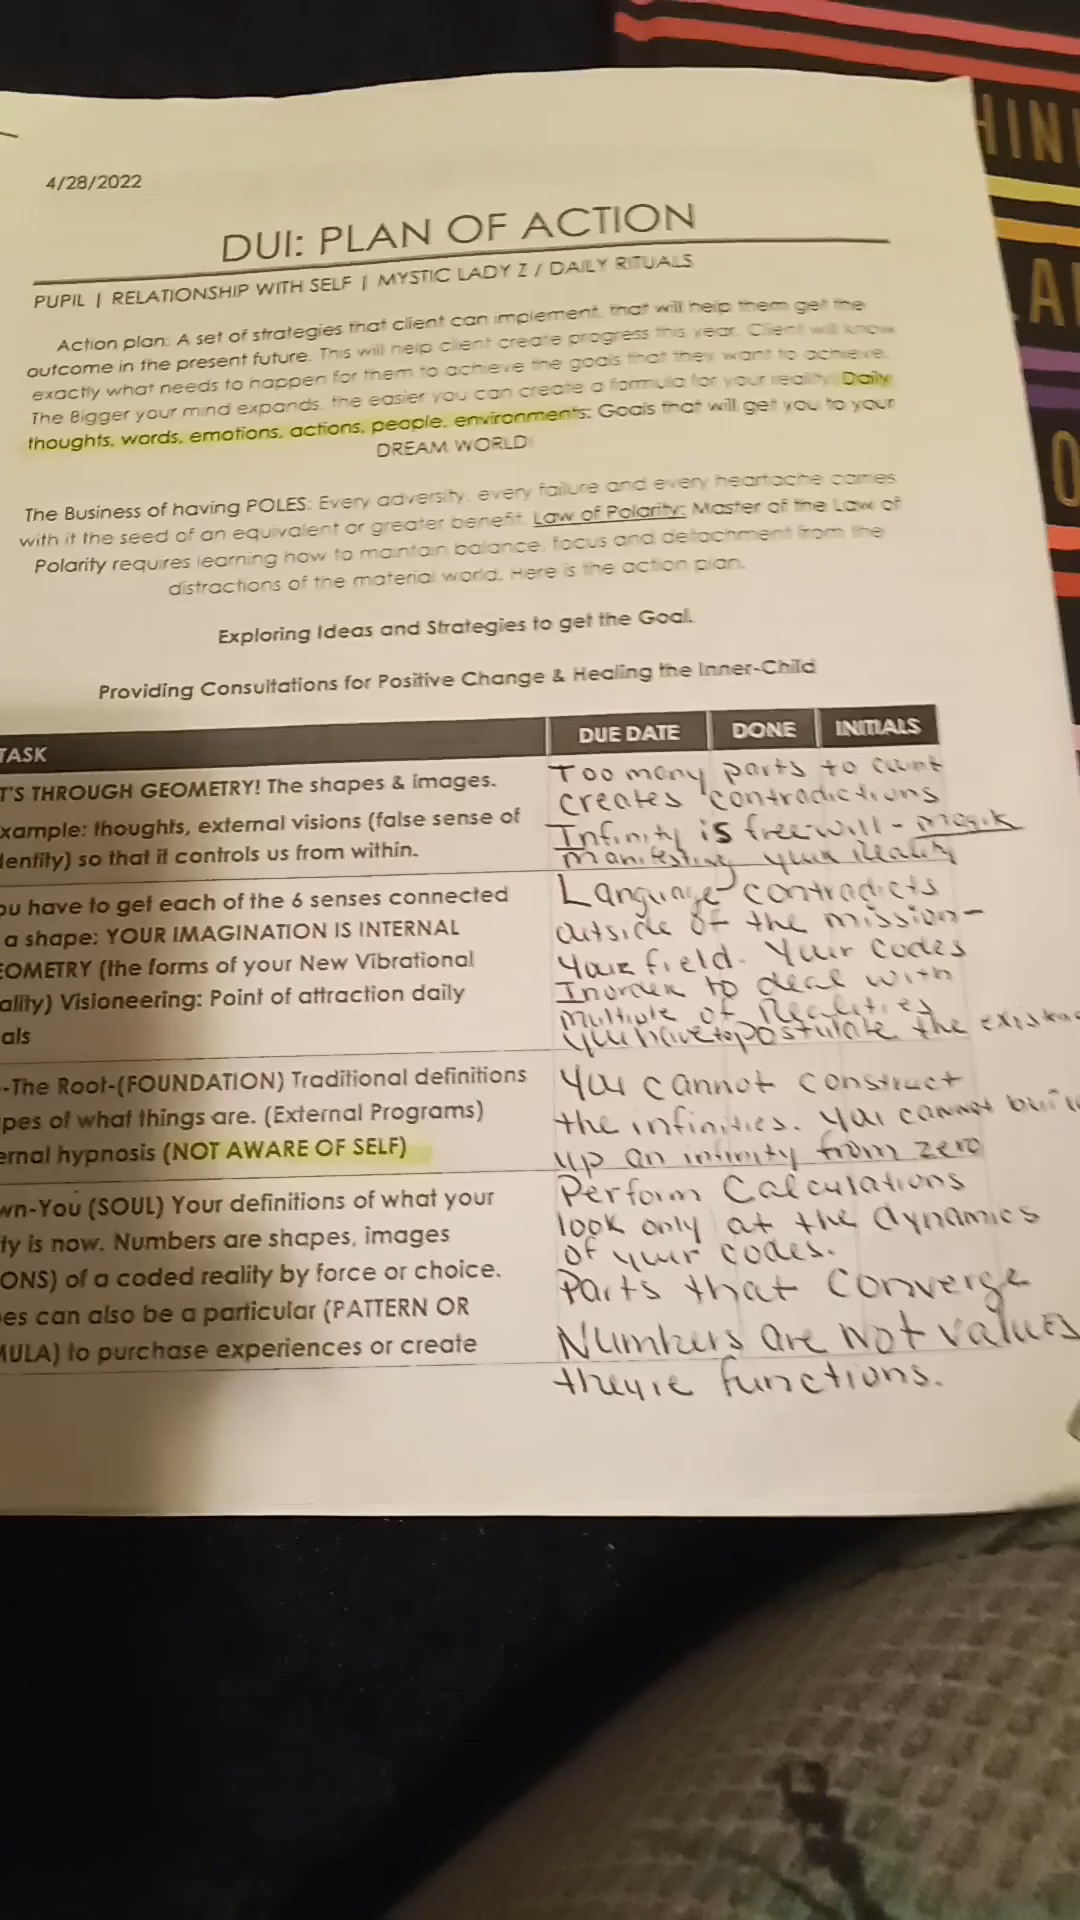 4/28/2022
DUI: PLAN OF ACTION
PUPIL | RELATIONSHIP WITH SELF | MYSTIC LADY Z / DAILY RITUALS
Action plan: A set of strategies that client can implement, that will help them get the
outcome in the present future. This will help client create progress this year. Client will know
exactly what needs to happen for them to achieve the goals that they want to achieve.
The Bigger your mind expands, the easier you can create a formula for your reality. Daily
thoughts, words, emotions, actions, people, environments: Goals that will get you to your
DREAM WORLD!
The Business of having POLES: Every adversity, every failure and every heartache carries
with it the seed of an equivalent or greater benefit. Law of Polarity: Master of the Law of
Polarity requires learning how to maintain balance, focus and detachment from the
distractions of the material world. Here is the action plan.
Exploring Ideas and Strategies to get the Goal.
Providing Consultations for Positive Change & Healing the Inner-Child
TASK DUE DATE DONE INITIALS
T'S THROUGH GEOMETRY! The shapes & images.
xample: thoughts, external visions (false sense of
dentity) so that it controls us from within.
Too many parts to count
creates contradictions
Infinity is freewill - magik
manifesting your reality
ou have to get each of the 6 senses connected
a shape: YOUR IMAGINATION IS INTERNAL
EOMETRY (the forms of your New Vibrational
ality) Visioneering: Point of attraction daily
als
Language contradicts
outside of the mission-
Your field. Your codes
Inorder to deal with
multiple of Realities
you have to postulate the existenc
-The Root-(FOUNDATION) Traditional definitions
pes of what things are. (External Programs)
ernal hypnosis (NOT AWARE OF SELF)
You cannot construct
the infinities. You cannot build
up an infinity from zero
wn-You (SOUL) Your definitions of what your
ty is now. Numbers are shapes, images
ONS) of a coded reality by force or choice.
es can also be a particular (PATTERN OR
MULA) to purchase experiences or create
Perform Calculations
look only at the dynamics
of your codes.
Parts that converge
Numbers are not values
they're functions.
HIN
A
O